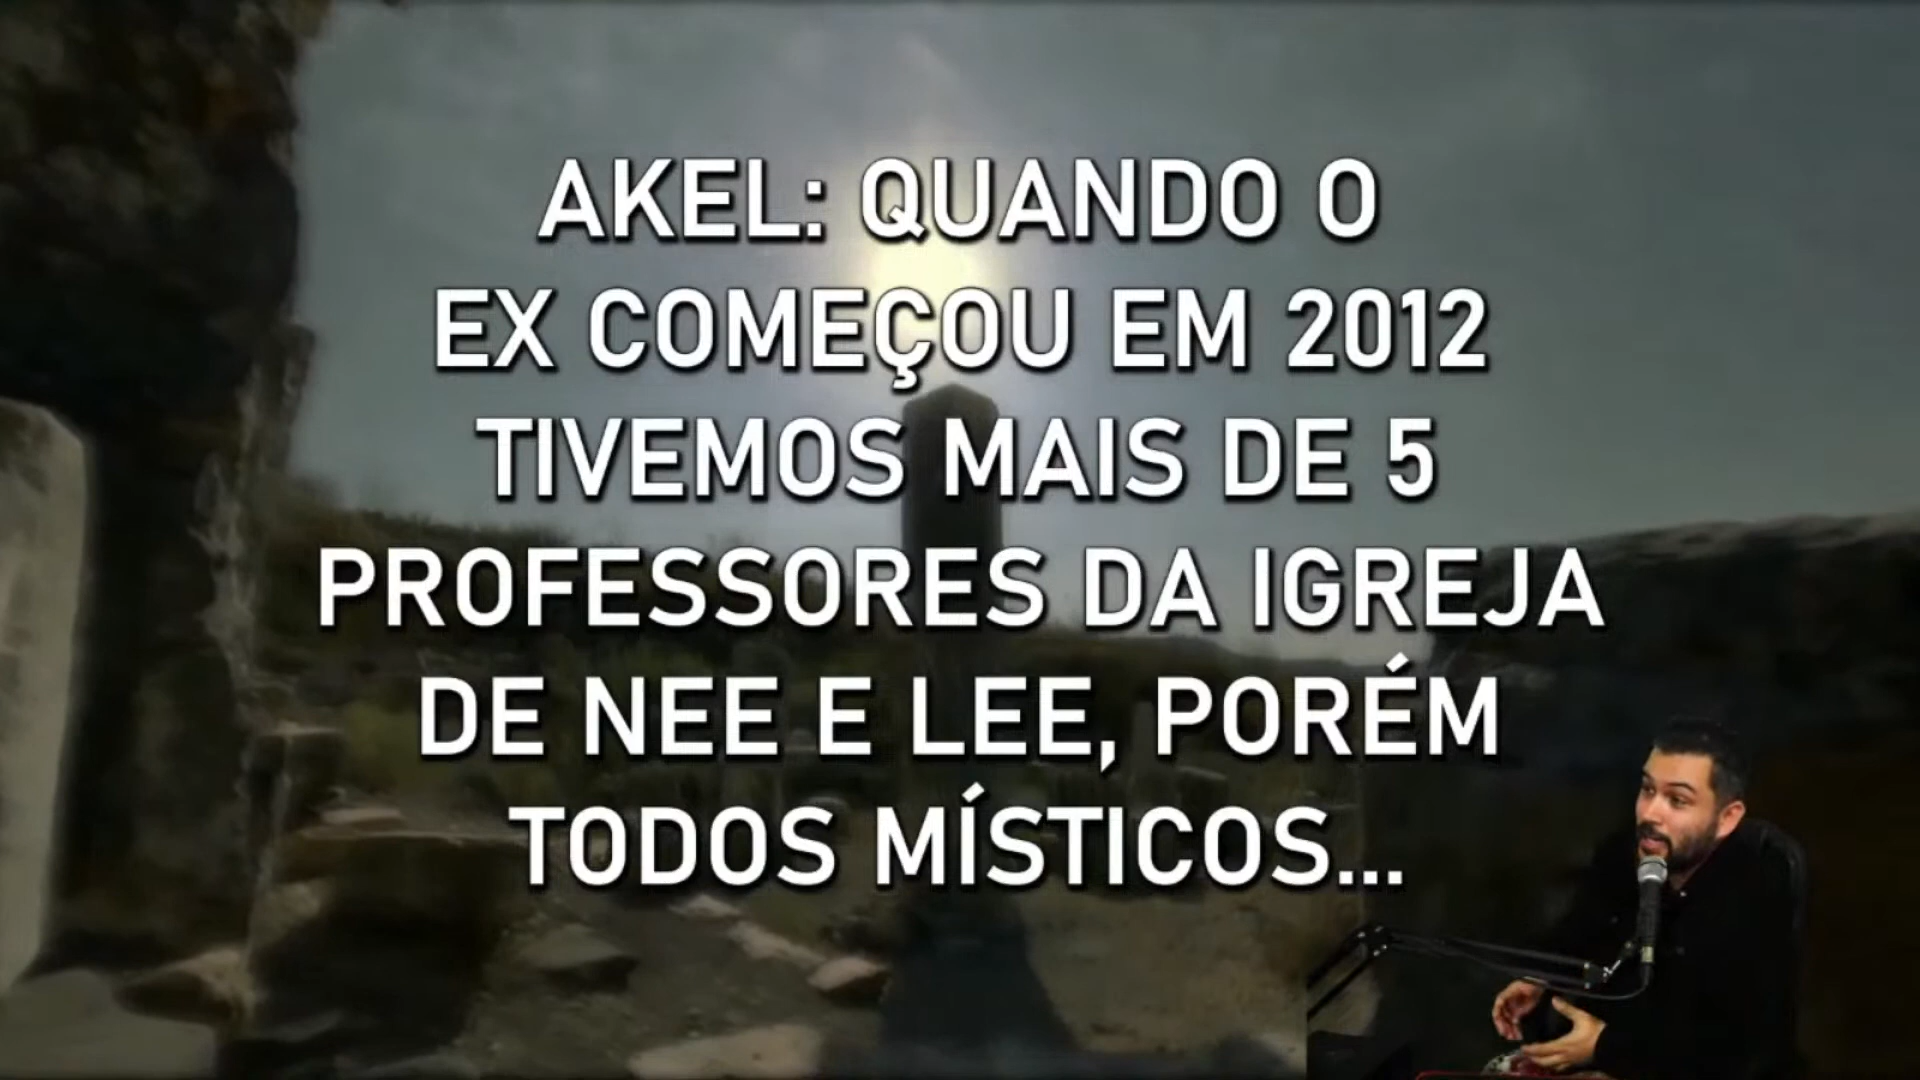 AKEL: QUANDO O
EX COMEÇOU EM 2012
TIVEMOS MAIS DE 5
PROFESSORES DA IGREJA
DE NEE E LEE, PORÉM
TODOS MÍSTICOS...